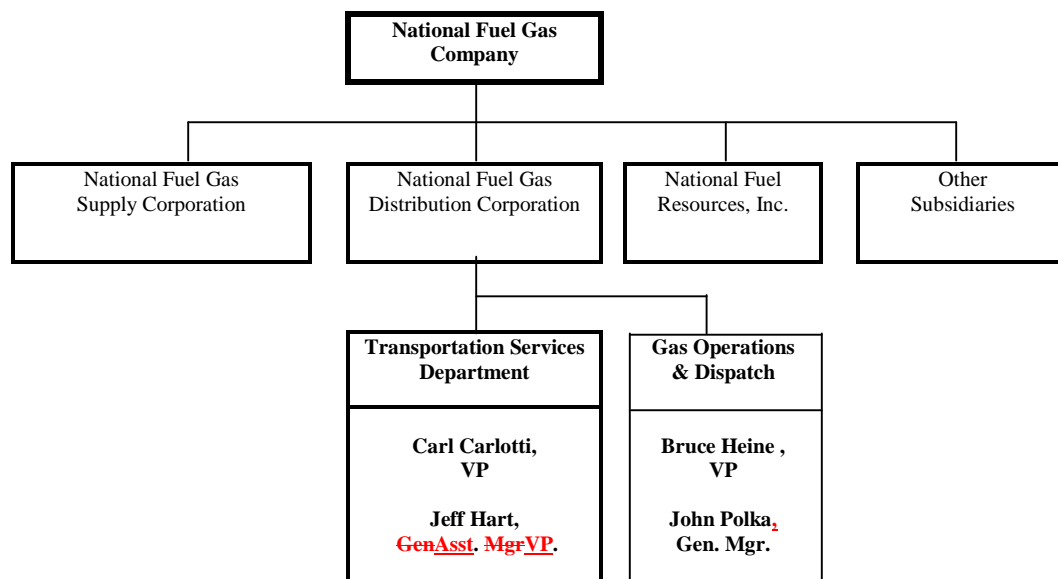 National Fuel Gas
Company
National Fuel Gas
Supply Corporation
National Fuel Gas
Distribution Corporation
National Fuel
Resources, Inc.
Other
Subsidiaries
Transportation Services
Department
Carl Carlotti,
VP
Jeff Hart,
GenAsst. MgrVP.
Gas Operations
& Dispatch
Bruce Heine ,
VP
John Polka,
Gen. Mgr.